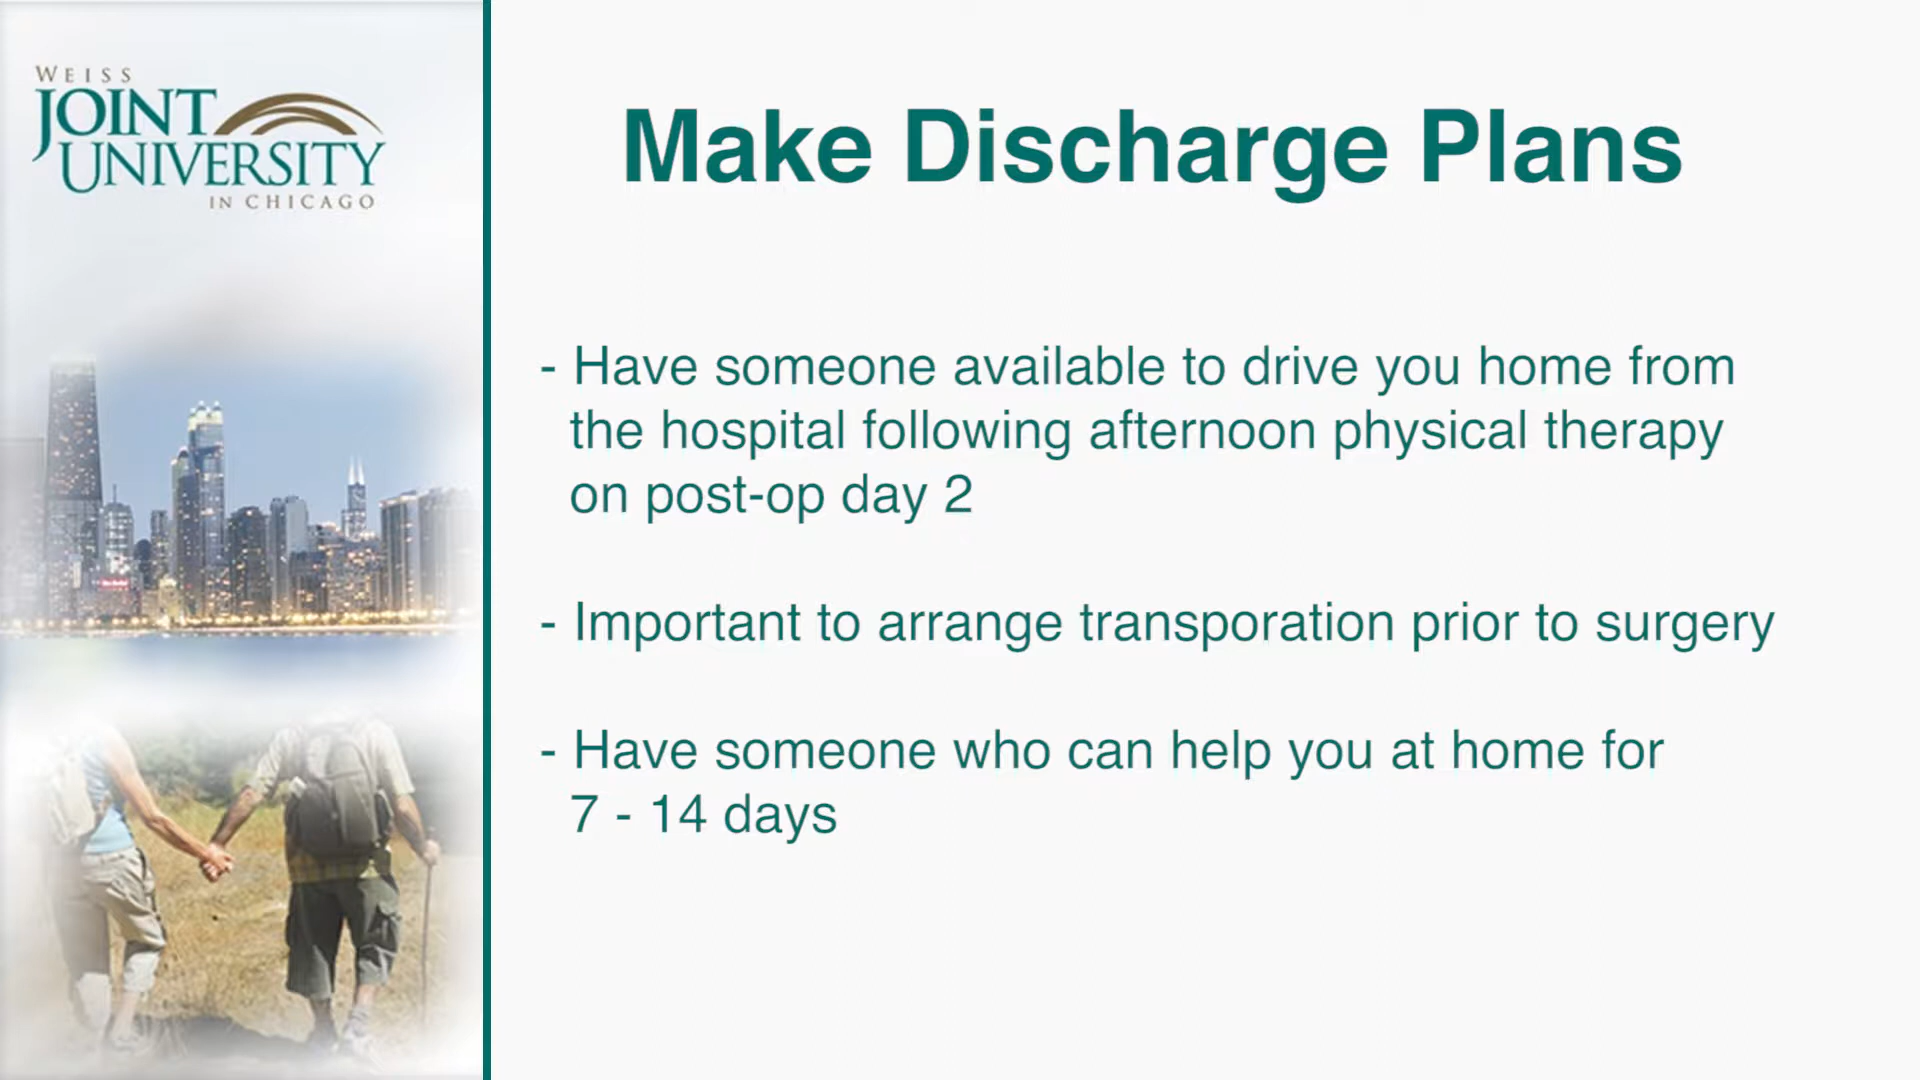 WEISS
JOINT
UNIVERSITY
IN CHICAGO
Make Discharge Plans
- Have someone available to drive you home from
the hospital following afternoon physical therapy
on post-op day 2
- Important to arrange transporation prior to surgery
- Have someone who can help you at home for
7 - 14 days